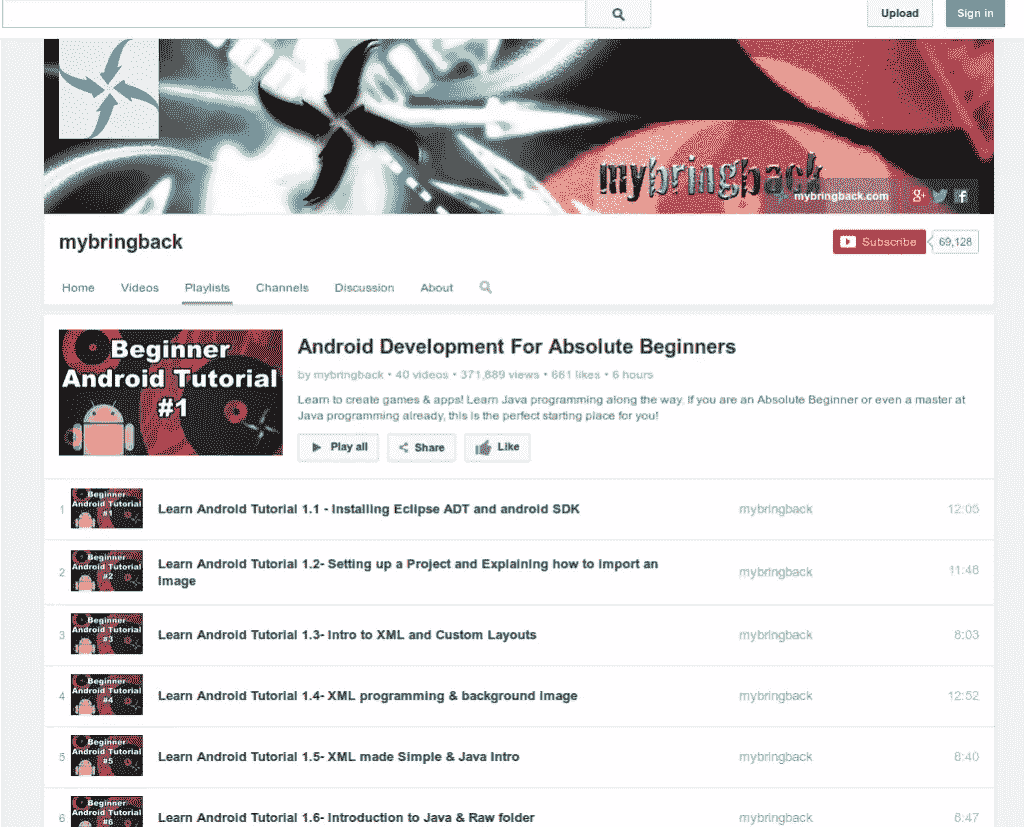 Upload
Sign in
mybringback
mybringback.com
mybringback
Subscribe
69,128
Home
Videos
Playlists
Channels
Discussion
About
Beginner
Android Tutorial
#1
Android Development For Absolute Beginners
by mybringback • 40 videos • 371,889 views • 661 likes • 6 hours
Learn to create games & apps! Learn Java programming along the way. If you are an Absolute Beginner or even a master at
Java programming already, this is the perfect starting place for you!
Play all
Share
Like
1
Beginner
Android Tutorial
#1
Learn Android Tutorial 1.1 - Installing Eclipse ADT and android SDK
mybringback
12:05
2
Beginner
Android Tutorial
#2
Learn Android Tutorial 1.2- Setting up a Project and Explaining how to import an
Image
mybringback
11:48
3
Beginner
Android Tutorial
#3
Learn Android Tutorial 1.3- Intro to XML and Custom Layouts
mybringback
8:03
4
Beginner
Android Tutorial
#4
Learn Android Tutorial 1.4- XML programming & background image
mybringback
12:52
5
Beginner
Android Tutorial
#5
Learn Android Tutorial 1.5- XML made Simple & Java Intro
mybringback
6
Beginner
Android Tutorial
#6
Learn Android Tutorial 1.6- Introduction to Java & Raw folder
mybringback